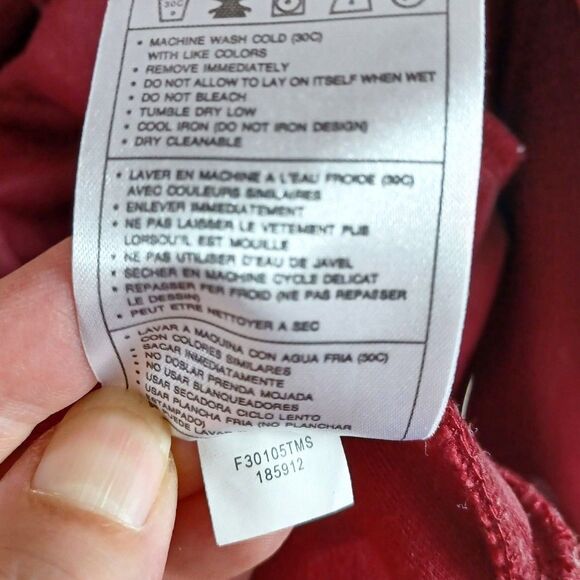 30C
• MACHINE WASH COLD (30C)
WITH LIKE COLORS
• REMOVE IMMEDIATELY
• DO NOT ALLOW TO LAY ON ITSELF WHEN WET
• DO NOT BLEACH
• TUMBLE DRY LOW
• COOL IRON (DO NOT IRON DESIGN)
• DRY CLEANABLE
• LAVER EN MACHINE A L'EAU FROIDE (30C)
AVEC COULEURS SIMILAIRES
• ENLEVER IMMEDIATEMENT
• NE PAS LAISSER LE VETEMENT PLIS
LORSQU'IL EST MOUILLE
• NE PAS UTILISER D'EAU DE JAVEL
• SECHER EN MACHINE CYCLE DELICAT
• REPASSER FER FROID (NE PAS REPASSER
LE DESSIN)
• PEUT ETRE NETTOYER A SEC
• LAVAR A MAQUINA CON AGUA FRIA (30C)
CON COLORES SIMILARES
• SACAR INMEDIATAMENTE
• NO DOBLAR PRENDA MOJADA
• NO USAR BLANQUEADORES
• USAR SECADORA CICLO LENTO
• USAR PLANCHA FRIA (NO PLANCHAR
ESTAMPADO)
PUEDE LAVAR
F30105TMS
185912